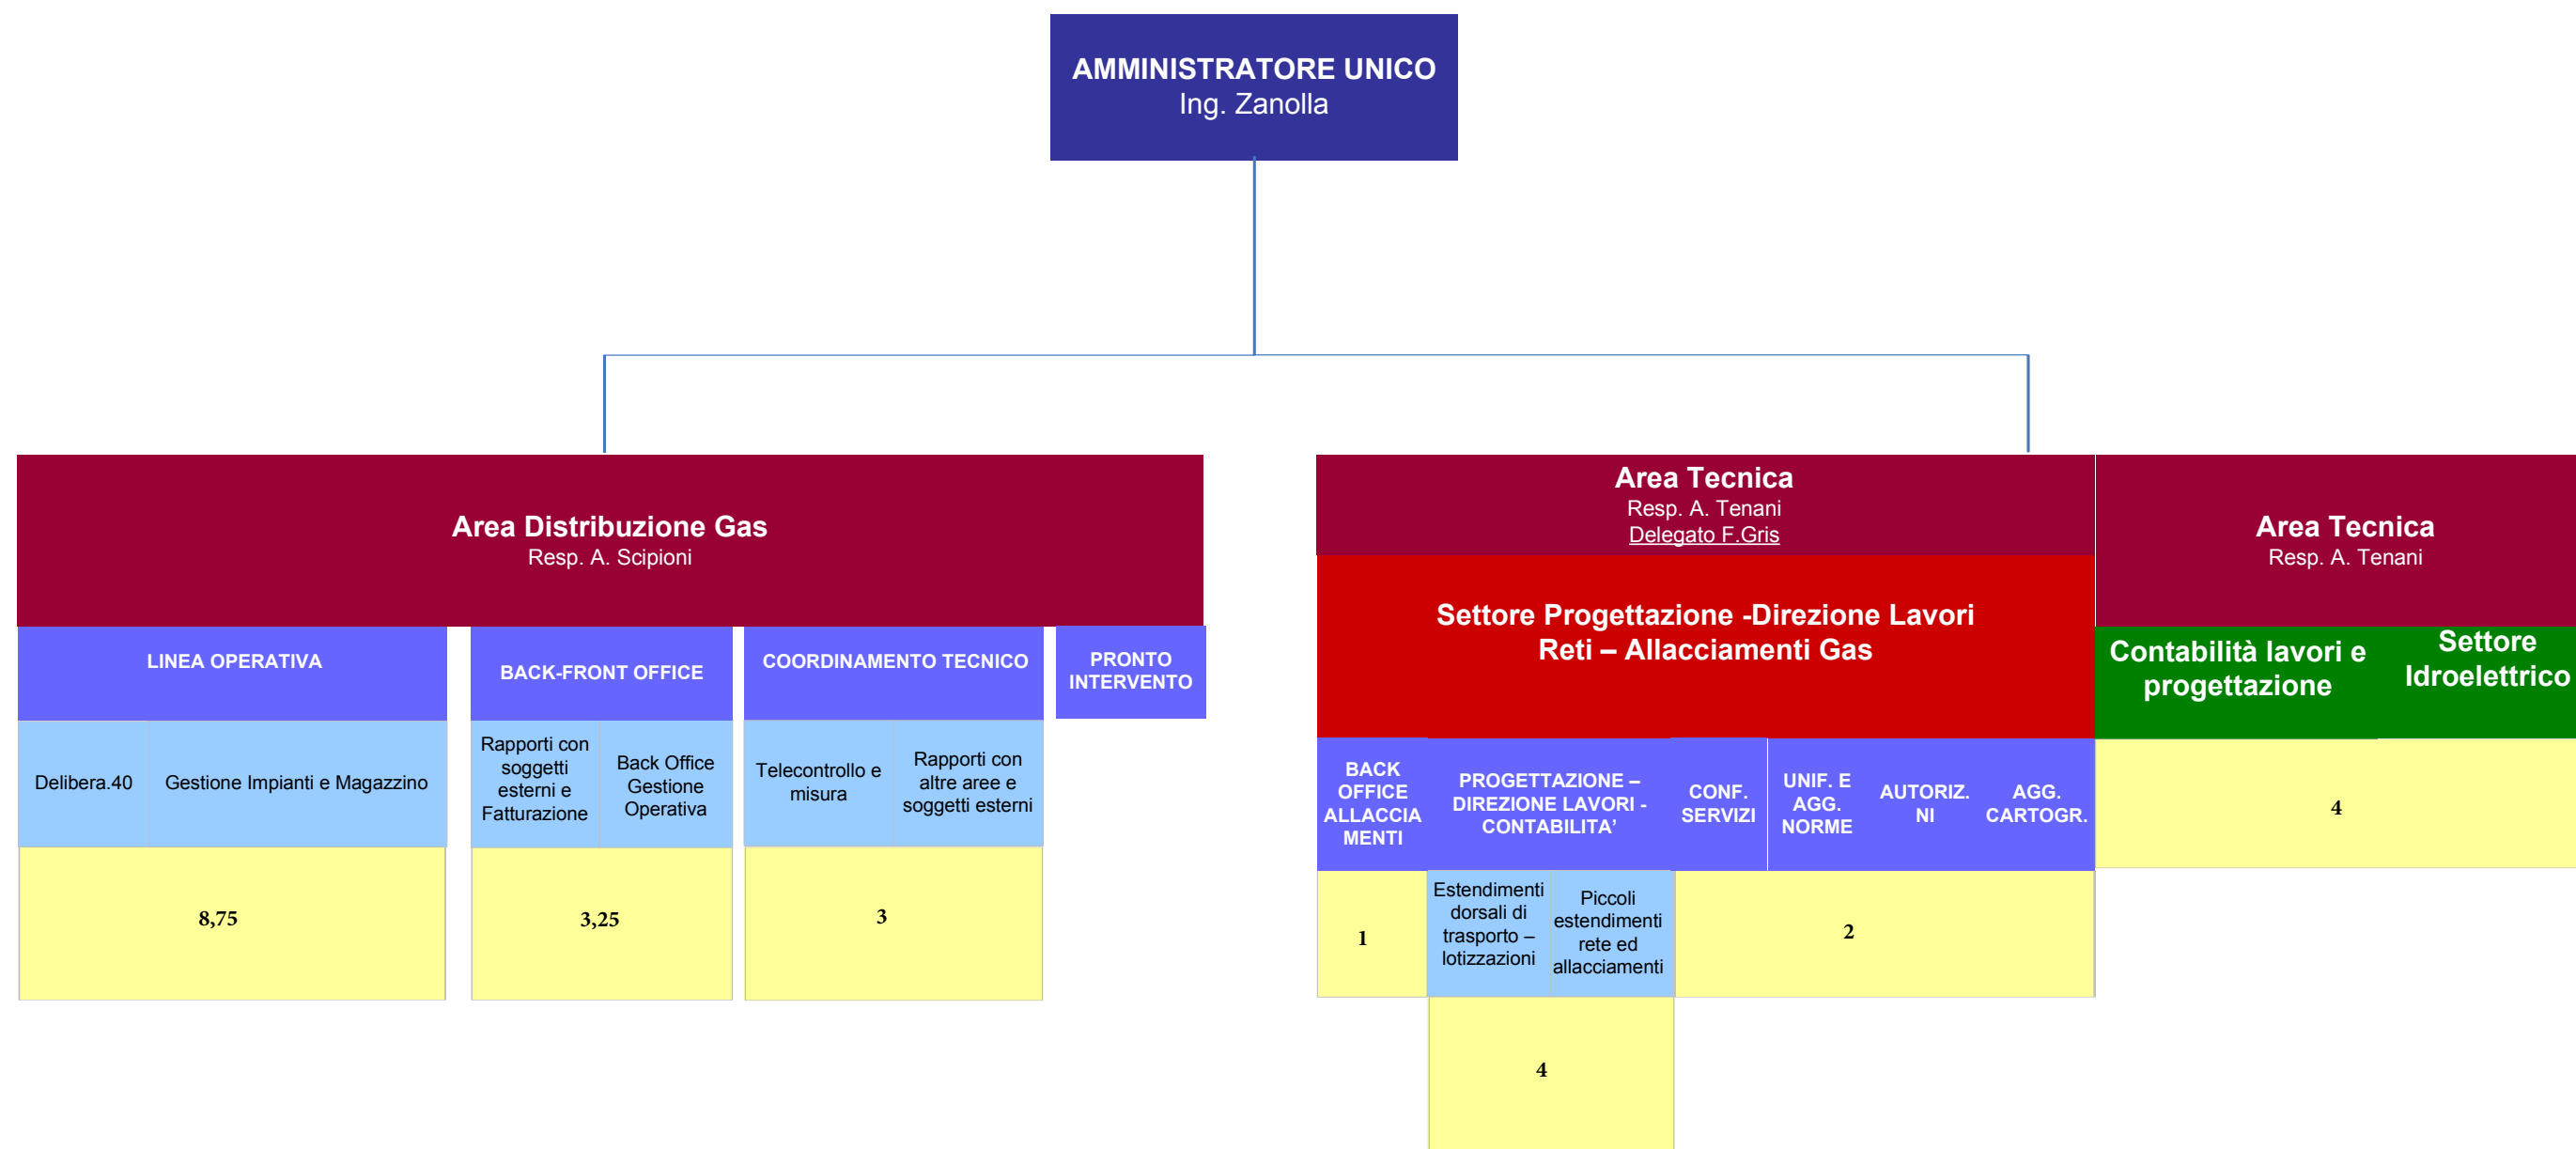 AMMINISTRATORE UNICO
Ing. Zanolla
Area Distribuzione Gas
Resp. A. Scipioni
LINEA OPERATIVA
BACK-FRONT OFFICE
COORDINAMENTO TECNICO
PRONTO
INTERVENTO
Delibera.40
Gestione Impianti e Magazzino
Rapporti con
soggetti
esterni e
Fatturazione
Back Office
Gestione
Operativa
Telecontrollo e
misura
Rapporti con
altre aree e
soggetti esterni
8,75
3,25
3
Area Tecnica
Resp. A. Tenani
Delegato F.Gris
Settore Progettazione -Direzione Lavori
Reti – Allacciamenti Gas
BACK
OFFICE
ALLACCIA
MENTI
PROGETTAZIONE –
DIREZIONE LAVORI -
CONTABILITA’
CONF.
SERVIZI
UNIF. E
AGG.
NORME
AUTORIZ.
NI
AGG.
CARTOGR.
1
Estendimenti
dorsali di
trasporto –
lotizzazioni
Piccoli
estendimenti
rete ed
allacciamenti
2
4
Area Tecnica
Resp. A. Tenani
Contabilità lavori e
progettazione
Settore
Idroelettrico
4